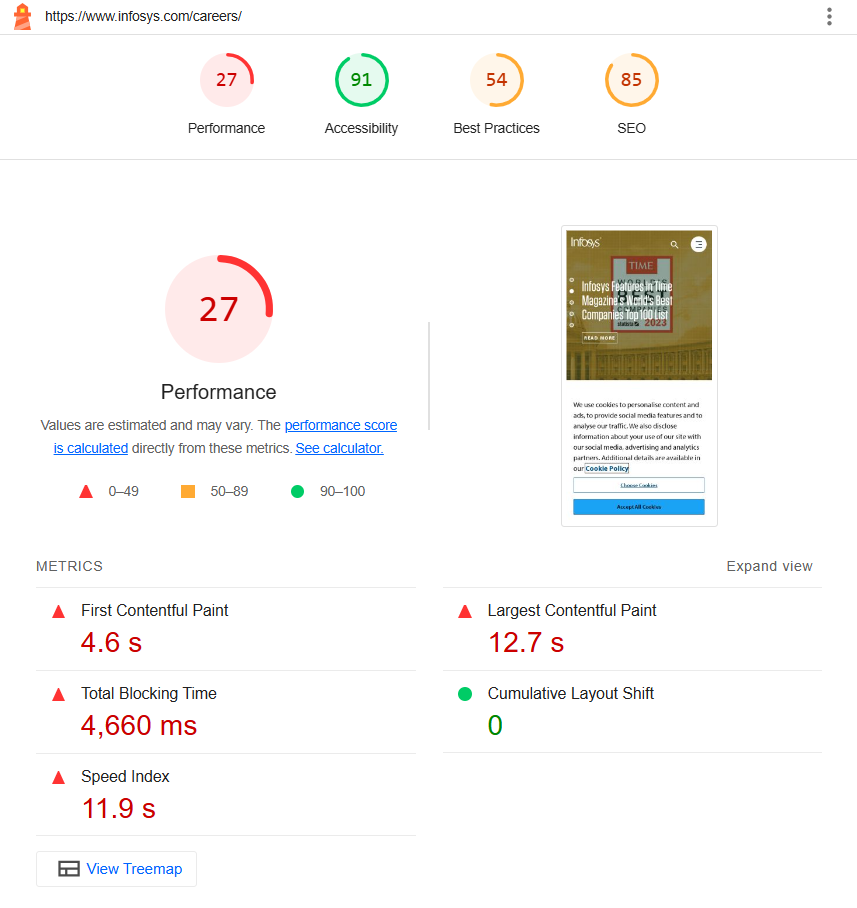 https://www.infosys.com/careers/
27
91
54
85
Performance
Accessibility
Best Practices
SEO
27
Performance
Values are estimated and may vary. The performance score
is calculated directly from these metrics. See calculator.
0–49
50–89
90–100
Infosys
TIME
WORLD'S
BEST
COMPANIES
statista
2023
Infosys Features in Time
Magazine's World's Best
Companies Top 100 List
READ MORE
We use cookies to personalise content and
ads, to provide social media features and to
analyse our traffic. We also disclose
information about your use of our site with
our social media, advertising and analytics
partners. Additional details are available in
our Cookie Policy
Choose Cookies
Accept All Cookies
METRICS
Expand view
First Contentful Paint
4.6 s
Largest Contentful Paint
12.7 s
Total Blocking Time
4,660 ms
Cumulative Layout Shift
0
Speed Index
11.9 s
View Treemap